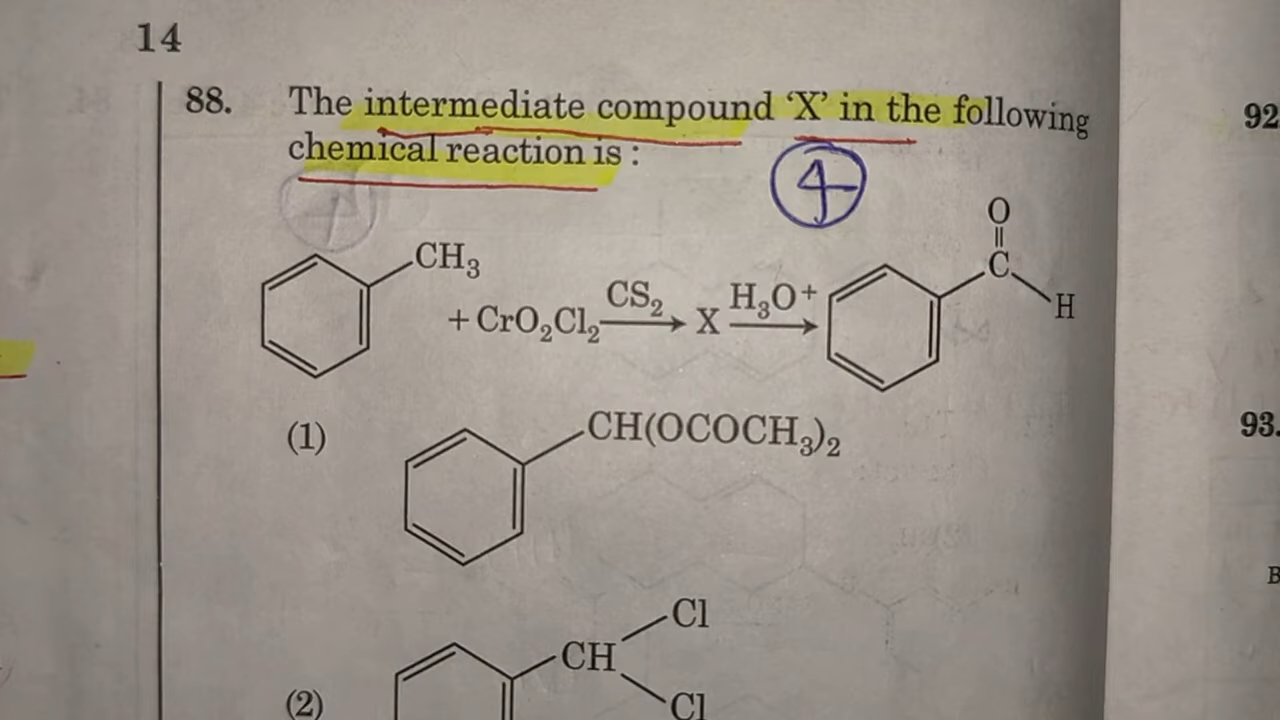 14
88. The intermediate compound ‘X’ in the following
chemical reaction is :
4
CH₃
+ CrO₂Cl₂ CS₂ X H₃O⁺
O
C
H
(1) CH(OCOCH₃)₂
(2) CH
Cl
Cl
92
93.
B